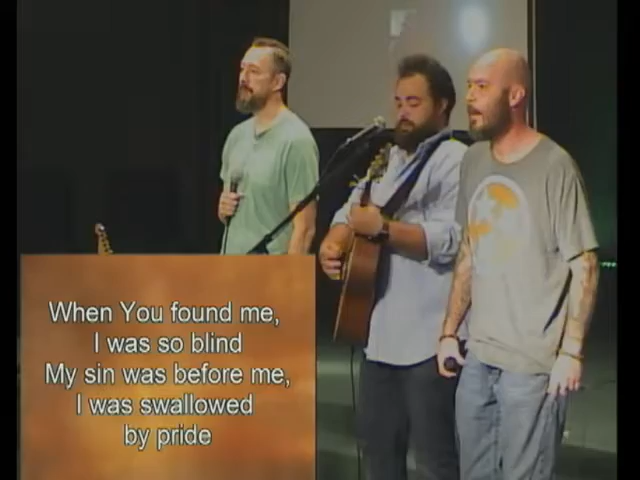 When You found me,
I was so blind
My sin was before me,
I was swallowed
by pride